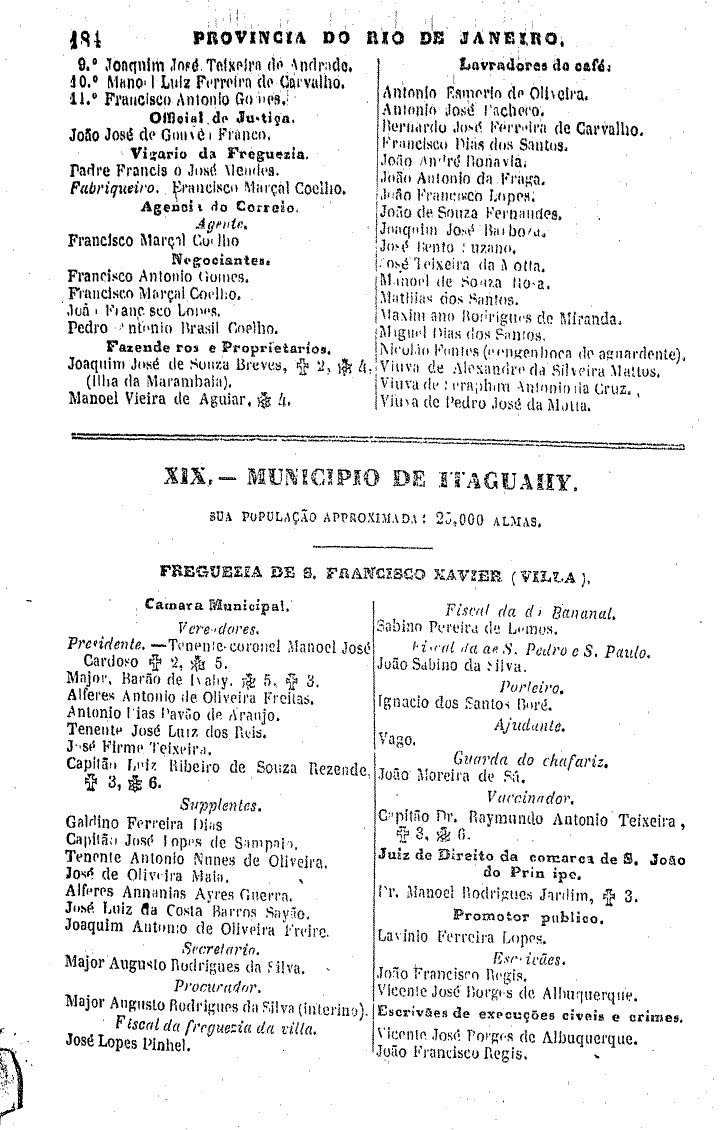 184 PROVINCIA DO RIO DE JANEIRO.
9.º Joaquim José Teixeira de Andrade.
10.º Manoel Luiz Ferreira de Carvalho.
11.º Francisco Antonio Gomes.
Official de Justiça.
João José de Gouvêa Franco.
Vigario da Freguezia.
Padre Francisco José Mendes.
Fabriqueiro. Francisco Marçal Coelho.
Agencia do Correio.
Agente.
Francisco Marçal Coelho
Negociantes.
Francisco Antonio Gomes.
Francisco Marçal Coelho.
João Francisco Lopes.
Pedro Antonio Brasil Coelho.
Fazendeiros e Proprietarios.
Joaquim José de Souza Breves, ✠ 2, ❉ 4.
(Ilha da Marambaia).
Manoel Vieira de Aguiar, ❉ 4.
Lavradores de café:
Antonio Esmerio de Oliveira.
Antonio José Pacheco.
Bernardo José Ferreira de Carvalho.
Francisco Dias dos Santos.
João André Bonavia.
João Antonio da Fraga.
João Francisco Lopes.
João de Souza Fernandes.
Joaquim José Barbosa.
José Bento Suzano.
José Teixeira da Motta.
Manoel de Souza Rosa.
Mathias dos Santos.
Maximiano Rodrigues de Miranda.
Miguel Dias dos Santos.
Nicoláo Fontes (c engenhoca de aguardente).
Viuva de Alexandre da Silveira Mattos.
Viuva de Seraphim Antonio da Cruz.
Viuva de Pedro José da Motta.
XIX. — MUNICIPIO DE ITAGUAHY.
SUA POPULAÇÃO APPROXIMADA: 25,000 ALMAS.
FREGUEZIA DE S. FRANCISCO XAVIER (VILLA).
Camara Municipal.
Vereadores.
Presidente. —Tenente-coronel Manoel José
Cardoso ✠ 2, ❉ 5.
Major, Barão de Ivahy, ❉ 5, ✠ 3.
Alferes Antonio de Oliveira Freitas.
Antonio Dias Pavão de Araujo.
Tenente José Luiz dos Reis.
José Firme Teixeira.
Capitão Luiz Ribeiro de Souza Rezende,
✠ 3, ❉ 6.
Supplentes.
Galdino Ferreira Dias
Capitão José Lopes de Sampaio.
Tenente Antonio Nunes de Oliveira.
José de Oliveira Maia.
Alferes Annanias Ayres Guerra.
José Luiz da Costa Barros Sayão.
Joaquim Antonio de Oliveira Freire.
Secretario.
Major Augusto Rodrigues da Silva.
Procurador.
Major Augusto Rodrigues da Silva (interino).
Fiscal da freguezia da villa.
José Lopes Pinhel.
Fiscal da do Bananal.
Sabino Pereira de Lemos.
Fiscal da de S. Pedro e S. Paulo.
João Sabino da Silva.
Porteiro.
Ignacio dos Santos Boré.
Ajudante.
Vago.
Guarda do chafariz.
João Moreira de Sá.
Vaccinador.
Capitão Dr. Raymundo Antonio Teixeira,
✠ 3, ❉ 6.
Juiz de Direito da comarca de S. João
do Principe.
Dr. Manoel Rodrigues Jardim, ✠ 3.
Promotor publico.
Lavinio Ferreira Lopes.
Escrivães.
João Francisco Regis.
Vicente José Borges de Albuquerque.
Escrivães de execuções civeis e crimes.
Vicente José Borges de Albuquerque.
João Francisco Regis.